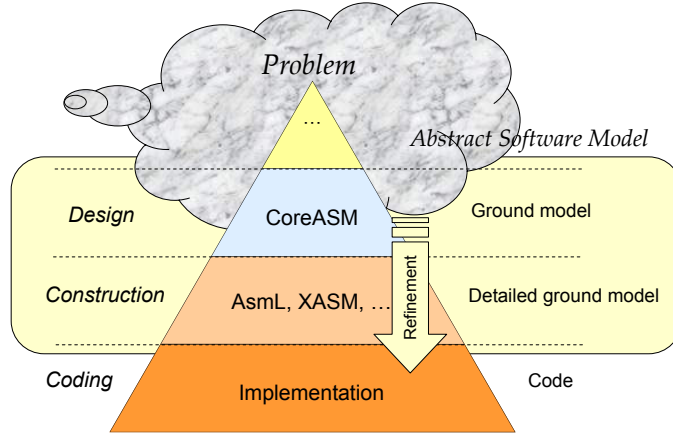 Problem
...
Abstract Software Model
Design
CoreASM
Ground model
Construction
AsmL, XASM, ...
Refinement
Detailed ground model
Coding
Implementation
Code